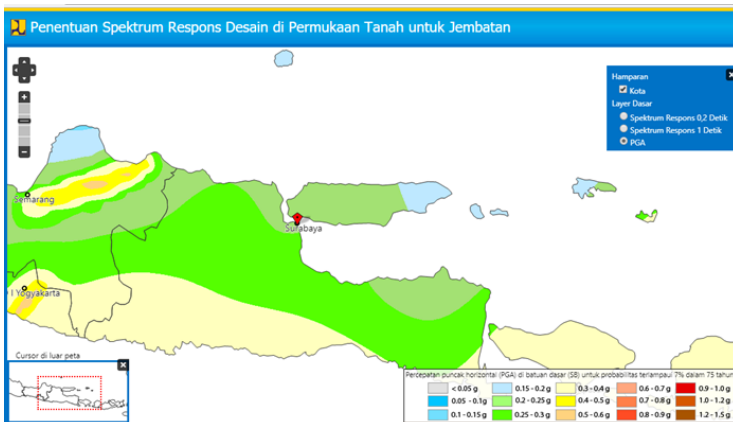 Penentuan Spektrum Respons Desain di Permukaan Tanah untuk Jembatan
Hamparan
Kota
Layer Dasar
Spektrum Respons 0,2 Detik
Spektrum Respons 1 Detik
PGA
Semarang
Surabaya
I Yogyakarta
Cursor di luar peta
Percepatan puncak horizontal (PGA) di batuan dasar (SB) untuk probabilitas terlampaui 7% dalam 75 tahun
< 0.05 g 0.15 - 0.2 g 0.3 - 0.4 g 0.6 - 0.7 g 0.9 - 1.0 g
0.05 - 0.1g 0.2 - 0.25 g 0.4 - 0.5 g 0.7 - 0.8 g 1.0 - 1.2 g
0.1 - 0.15 g 0.25 - 0.3 g 0.5 - 0.6 g 0.8 - 0.9 g 1.2 - 1.5 g